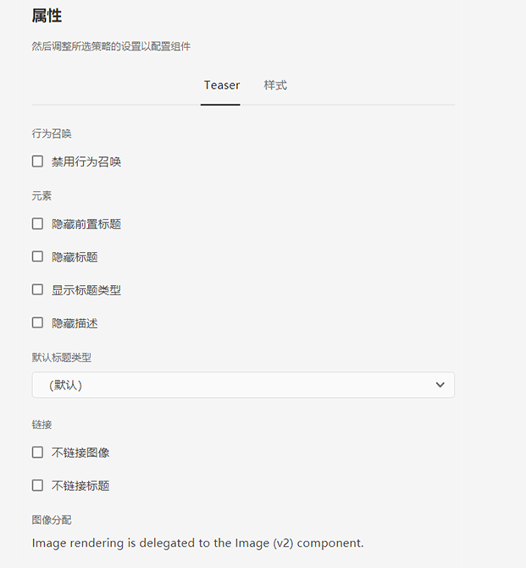 属性
然后调整所选策略的设置以配置组件
Teaser 样式
行为召唤
禁用行为召唤
元素
隐藏前置标题
隐藏标题
显示标题类型
隐藏描述
默认标题类型
（默认）
链接
不链接图像
不链接标题
图像分配
Image rendering is delegated to the Image (v2) component.